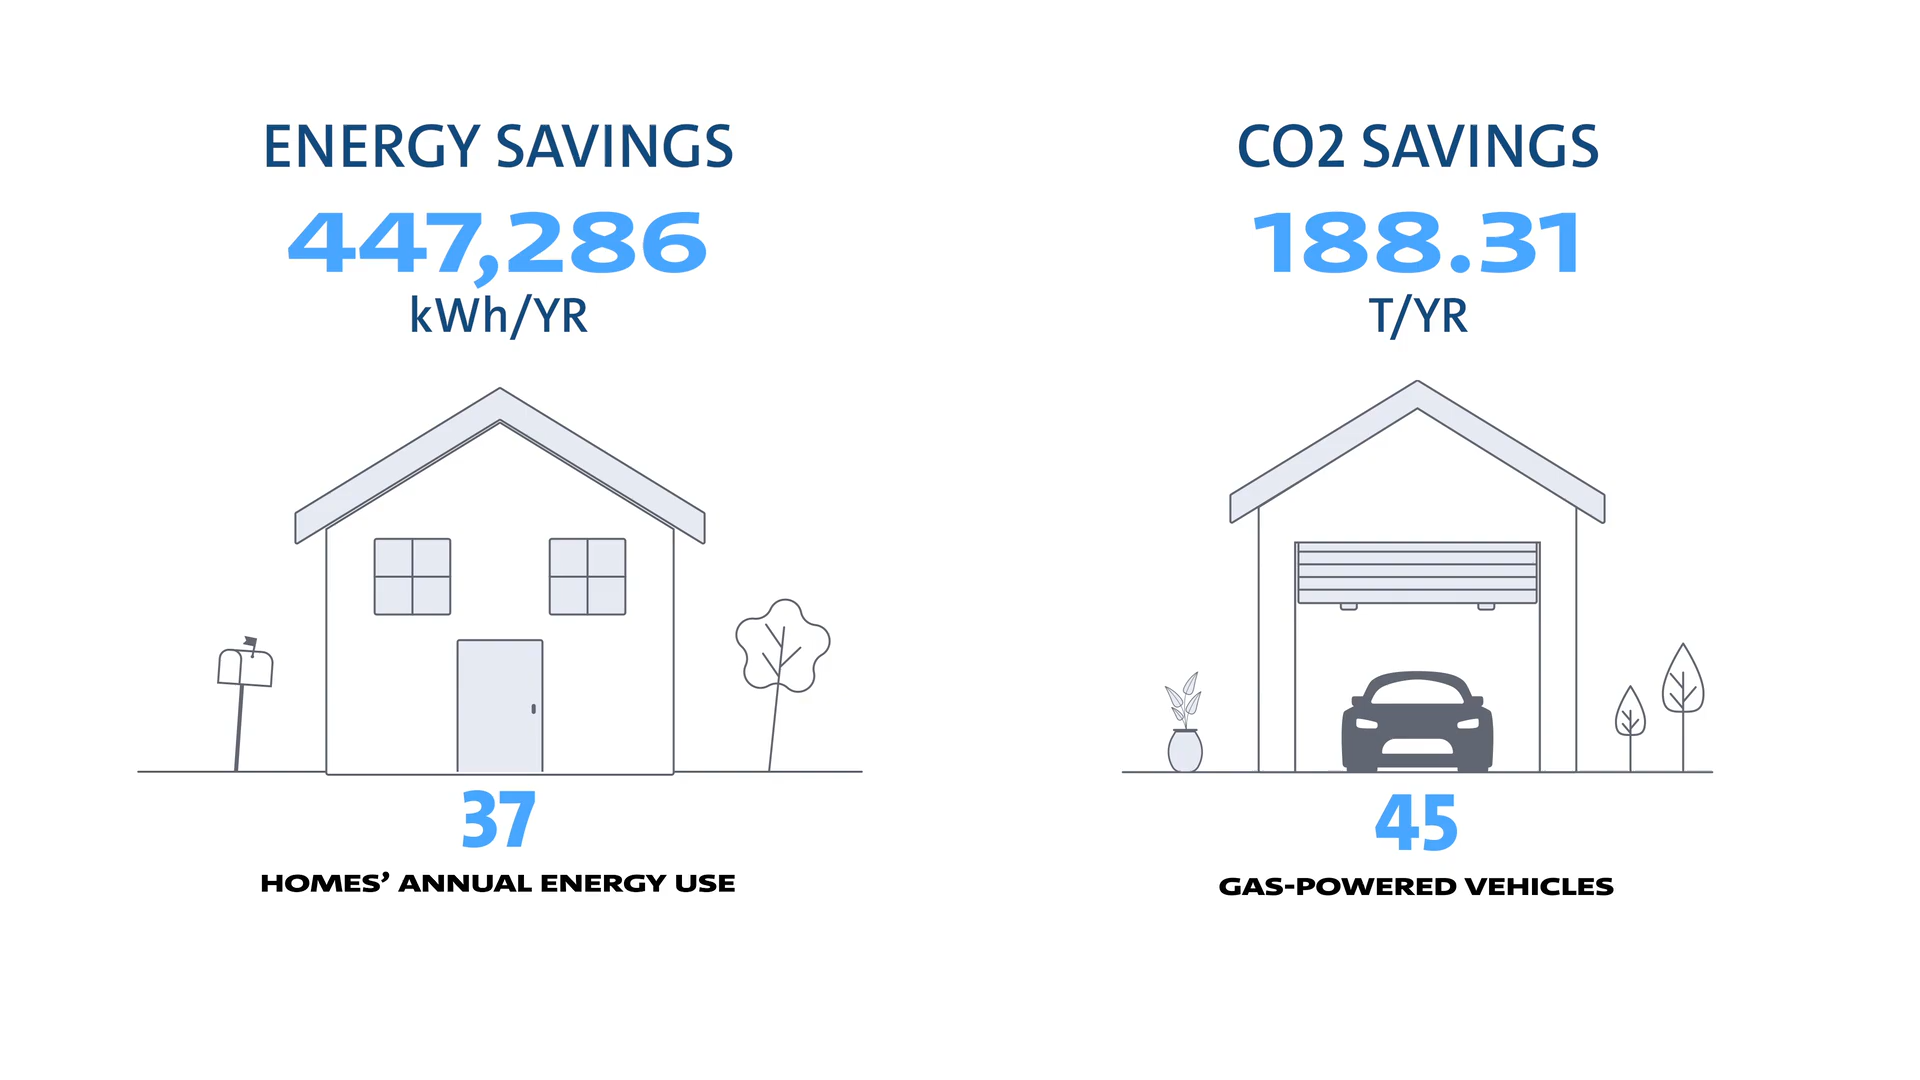 ENERGY SAVINGS
447,286
kWh/YR
37
HOMES’ ANNUAL ENERGY USE
CO2 SAVINGS
188.31
T/YR
45
GAS-POWERED VEHICLES